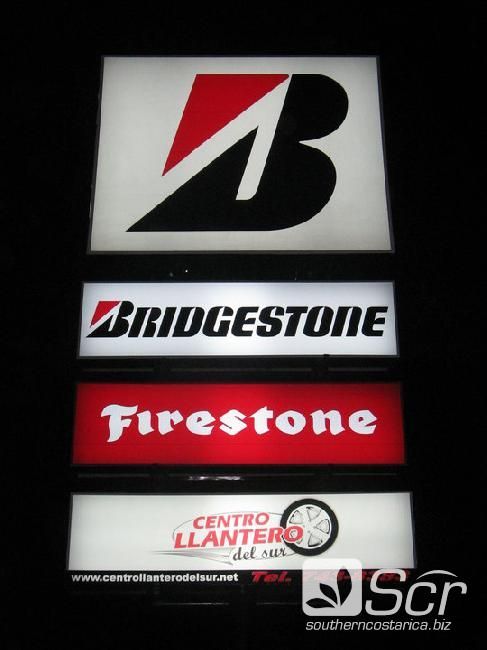 B
BRIDGESTONE
Firestone
CENTRO
LLANTERO
del sur
www.centrollanterodelsur.net Tel.
Scr
southerncostarica.biz